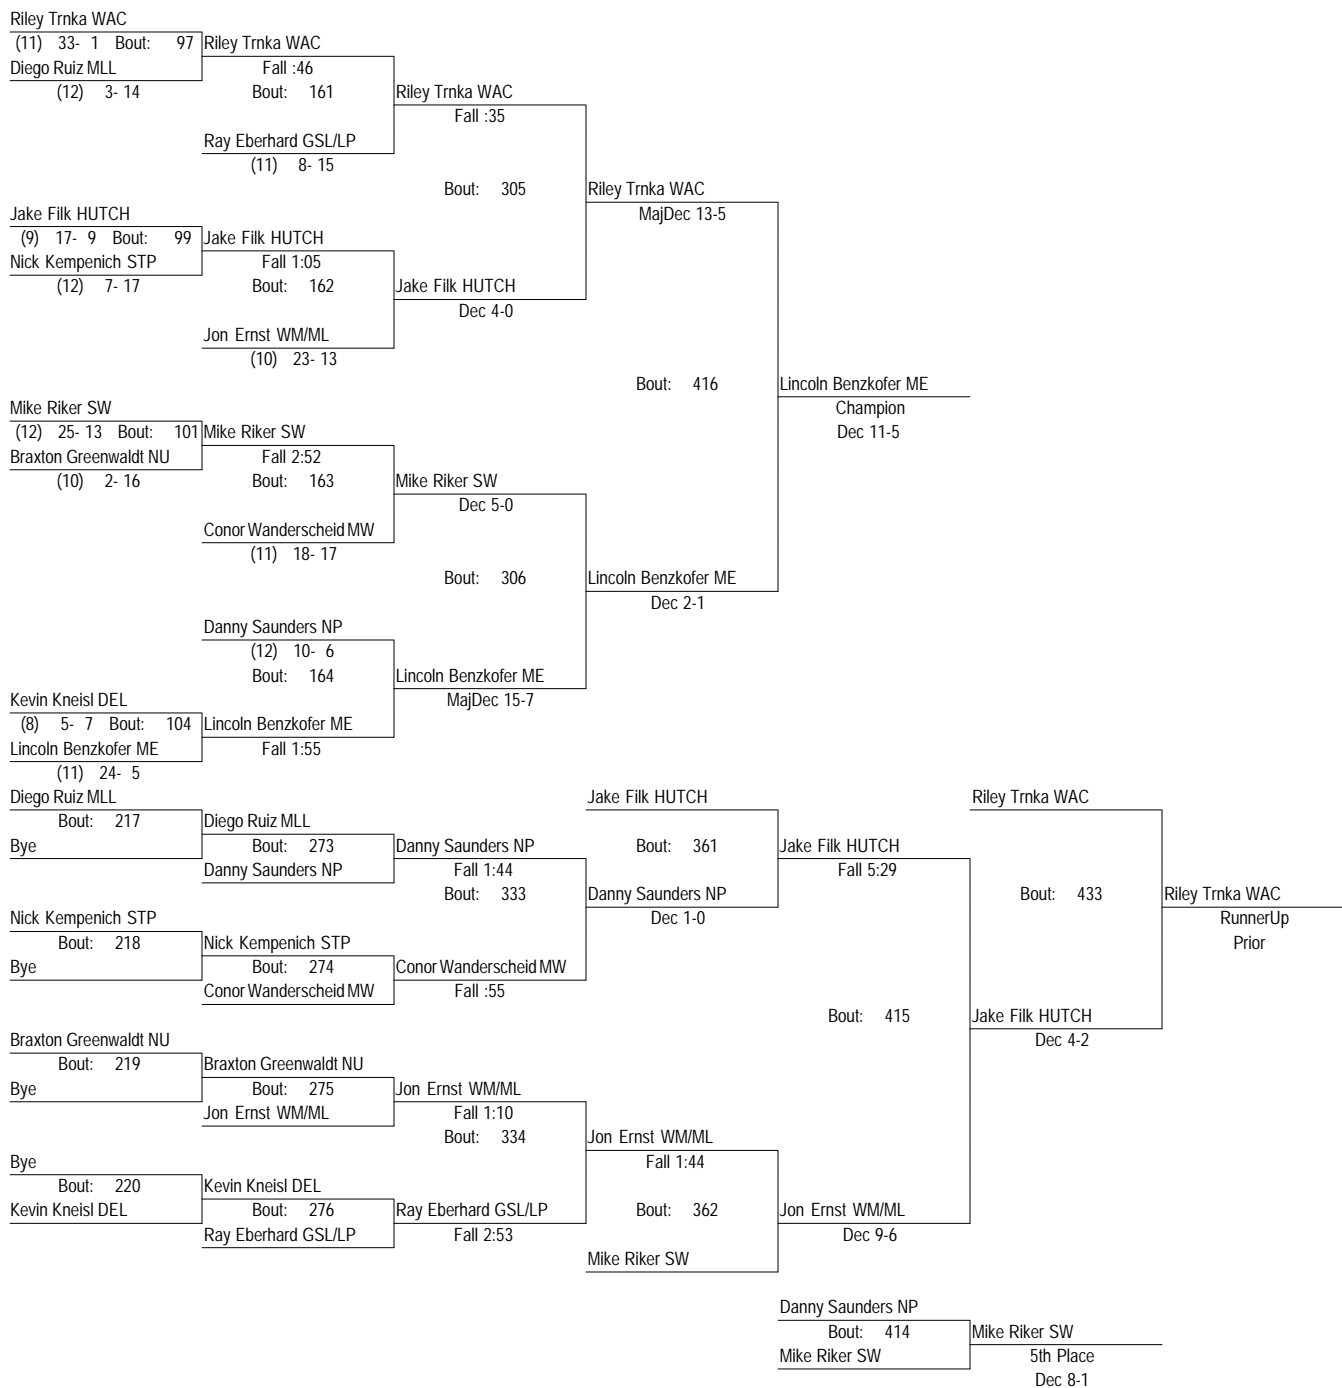 Riley Trnka WAC
(11) 33- 1 Bout: 97 Riley Trnka WAC
Diego Ruiz MLL Fall :46
(12) 3- 14 Bout: 161 Riley Trnka WAC
Fall :35
Ray Eberhard GSL/LP
(11) 8- 15
Bout: 305 Riley Trnka WAC
Jake Filk HUTCH MajDec 13-5
(9) 17- 9 Bout: 99 Jake Filk HUTCH
Nick Kempenich STP Fall 1:05
(12) 7- 17 Bout: 162 Jake Filk HUTCH
Dec 4-0
Jon Ernst WM/ML
(10) 23- 13
Bout: 416 Lincoln Benzkofer ME
Mike Riker SW Champion
(12) 25- 13 Bout: 101 Mike Riker SW Dec 11-5
Braxton Greenwaldt NU Fall 2:52
(10) 2- 16 Bout: 163 Mike Riker SW
Dec 5-0
Conor Wanderscheid MW
(11) 18- 17
Bout: 306 Lincoln Benzkofer ME
Dec 2-1
Danny Saunders NP
(12) 10- 6
Bout: 164 Lincoln Benzkofer ME
Kevin Kneisl DEL MajDec 15-7
(8) 5- 7 Bout: 104 Lincoln Benzkofer ME
Lincoln Benzkofer ME Fall 1:55
(11) 24- 5
Diego Ruiz MLL Jake Filk HUTCH Riley Trnka WAC
Bout: 217 Diego Ruiz MLL
Bye Bout: 273 Danny Saunders NP Bout: 361 Jake Filk HUTCH
Danny Saunders NP Fall 1:44 Fall 5:29
Bout: 333 Danny Saunders NP Bout: 433 Riley Trnka WAC
Nick Kempenich STP Dec 1-0 RunnerUp
Bout: 218 Nick Kempenich STP Prior
Bye Bout: 274 Conor Wanderscheid MW
Conor Wanderscheid MW Fall :55
Bout: 415 Jake Filk HUTCH
Braxton Greenwaldt NU Dec 4-2
Bout: 219 Braxton Greenwaldt NU
Bye Bout: 275 Jon Ernst WM/ML
Jon Ernst WM/ML Fall 1:10
Bout: 334 Jon Ernst WM/ML
Bye Fall 1:44
Bout: 220 Kevin Kneisl DEL
Kevin Kneisl DEL Bout: 276 Ray Eberhard GSL/LP Bout: 362 Jon Ernst WM/ML
Ray Eberhard GSL/LP Fall 2:53 Dec 9-6
Mike Riker SW
Danny Saunders NP
Bout: 414 Mike Riker SW
Mike Riker SW 5th Place
Dec 8-1